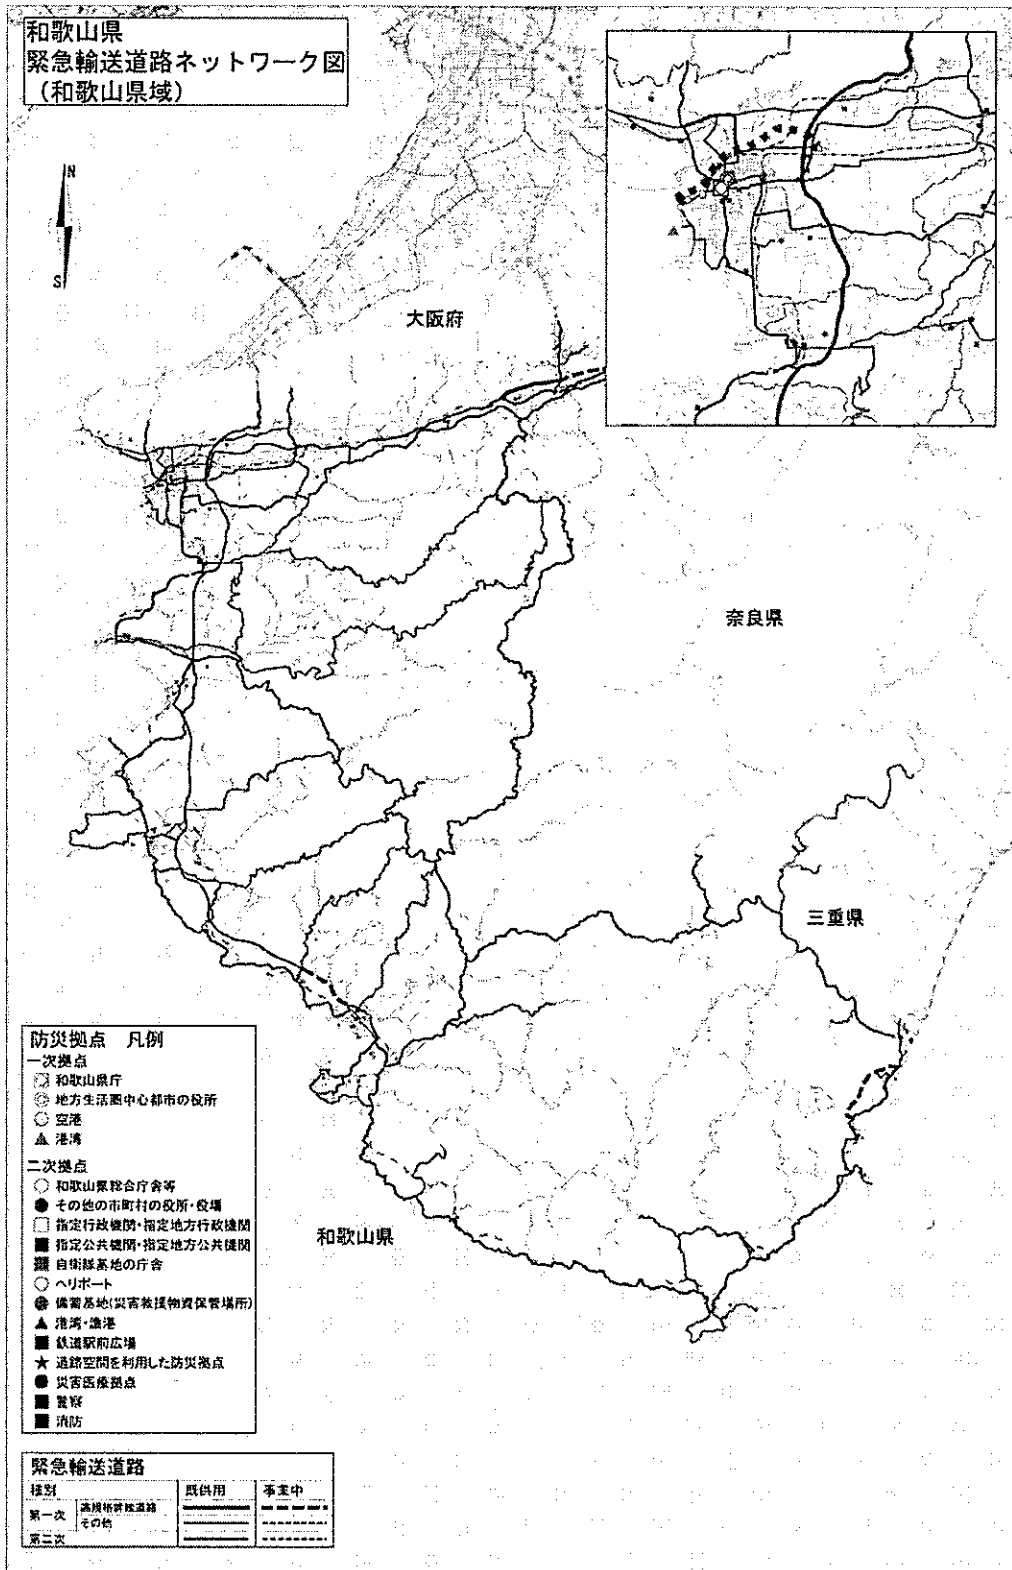 和歌山県
緊急輸送道路ネットワーク図
（和歌山県域）
N
S
大阪府
奈良県
三重県
和歌山県
防災拠点　凡例
一次拠点
和歌山県庁
地方生活圏中心都市の役所
空港
港湾
二次拠点
和歌山県総合庁舎等
その他の市町村の役所・役場
指定行政機関・指定地方行政機関
指定公共機関・指定地方公共機関
自衛隊基地の庁舎
ヘリポート
備蓄基地(災害救援物資保管場所)
港湾・漁港
鉄道駅前広場
道路空間を利用した防災拠点
災害医療拠点
警察
消防
緊急輸送道路
種別 既供用 事業中
第一次 高規格幹線道路
その他
第二次